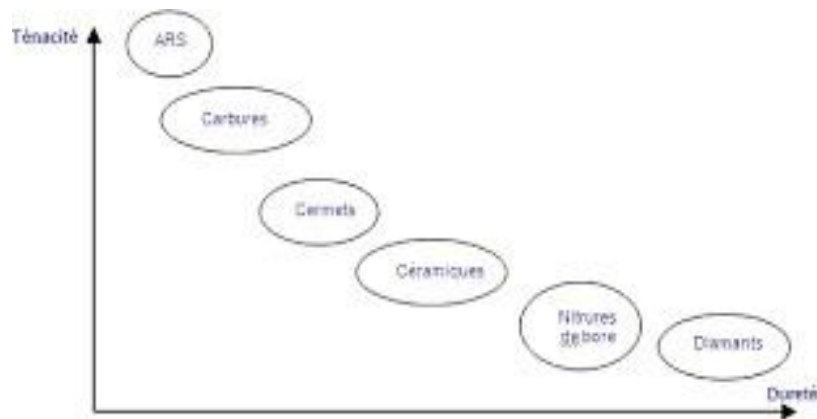 Ténacité
ARS
Carbures
Cermets
Céramiques
Nitrures
de bore
Diamants
Dureté